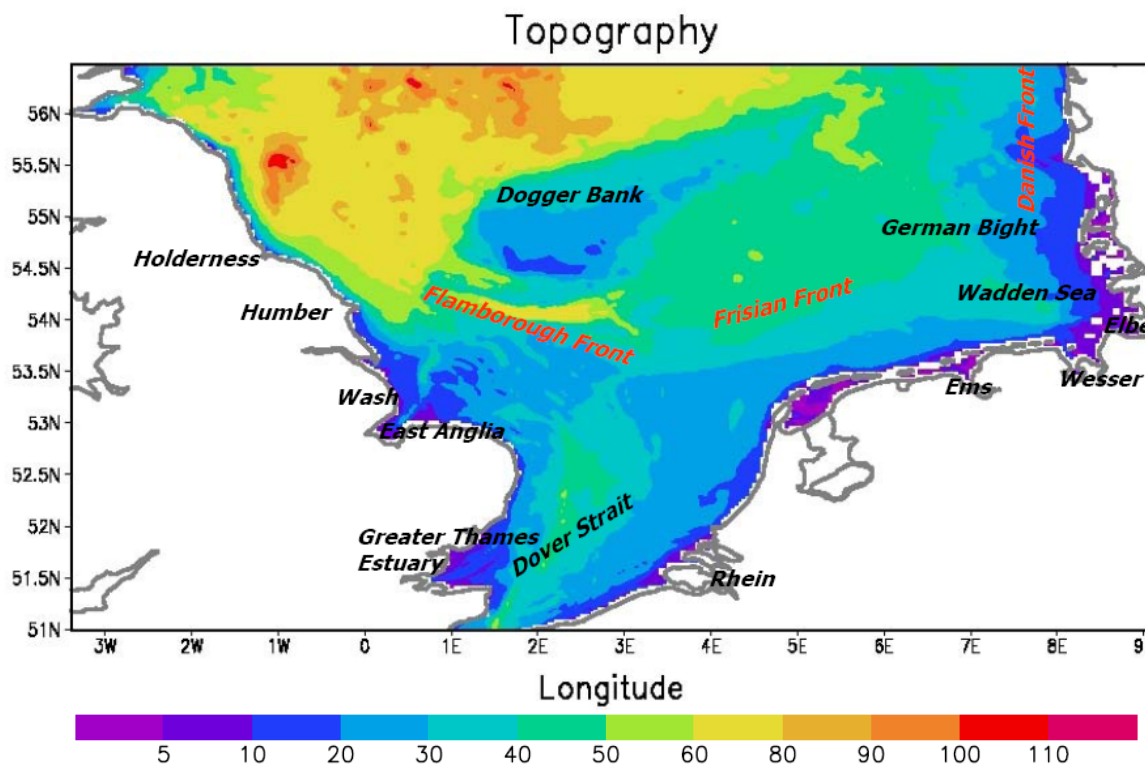 Topography
56N
55.5N
55N
54.5N
54N
53.5N
53N
52.5N
52N
51.5N
51N
Danish Front
Dogger Bank
German Bight
Holderness
Wadden Sea
Flamborough Front
Frisian Front
Humber
Elbe
Wesser
Ems
Wash
East Anglia
Greater Thames
Estuary
Dover Strait
Rhein
3W 2W 1W 0 1E 2E 3E 4E 5E 6E 7E 8E 9
Longitude
5 10 20 30 40 50 60 70 80 90 100 110